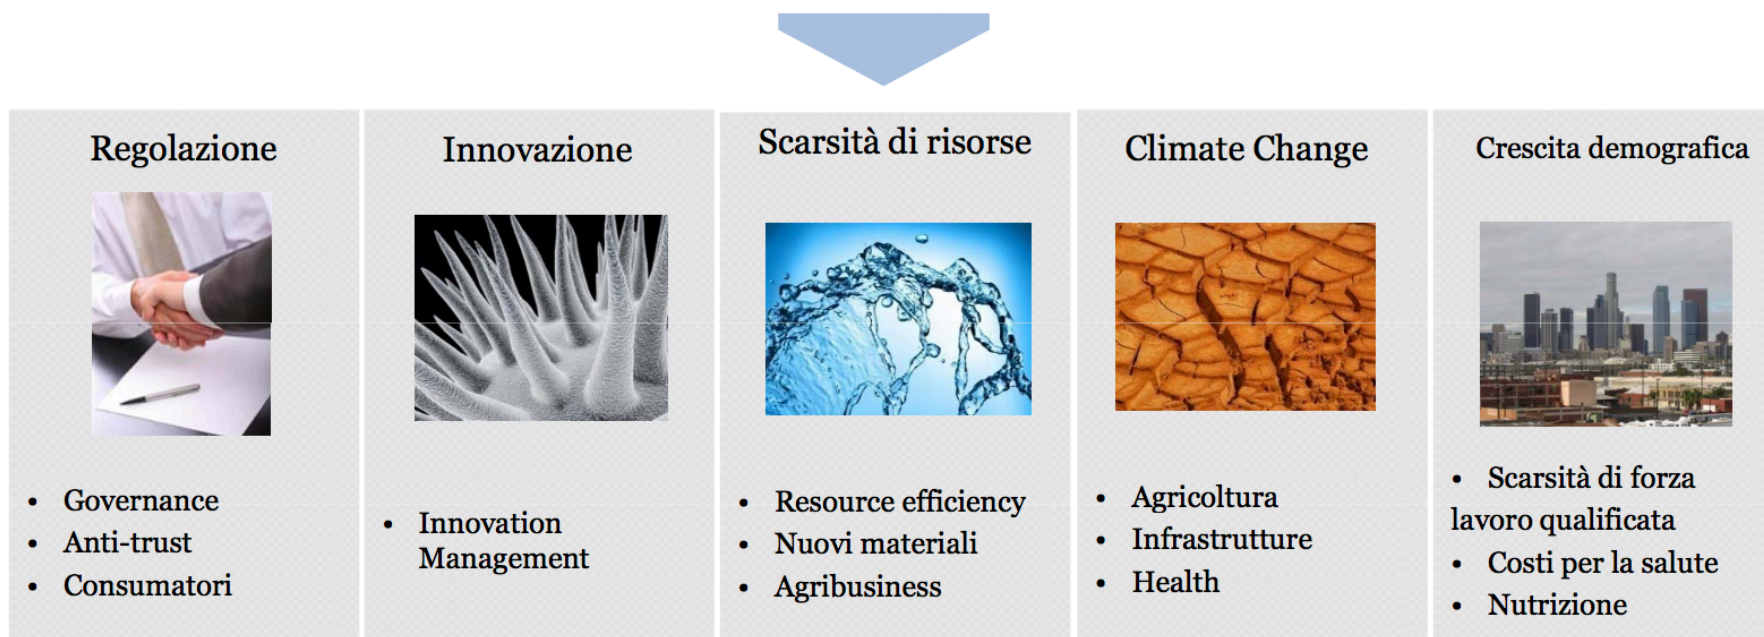 Regolazione
Governance
Anti-trust
Consumatori
Innovazione
Innovation
Management
Scarsità di risorse
Resource efficiency
Nuovi materiali
Agribusiness
Climate Change
Agricoltura
Infrastrutture
Health
Crescita demografica
Scarsità di forza
lavoro qualificata
Costi per la salute
Nutrizione